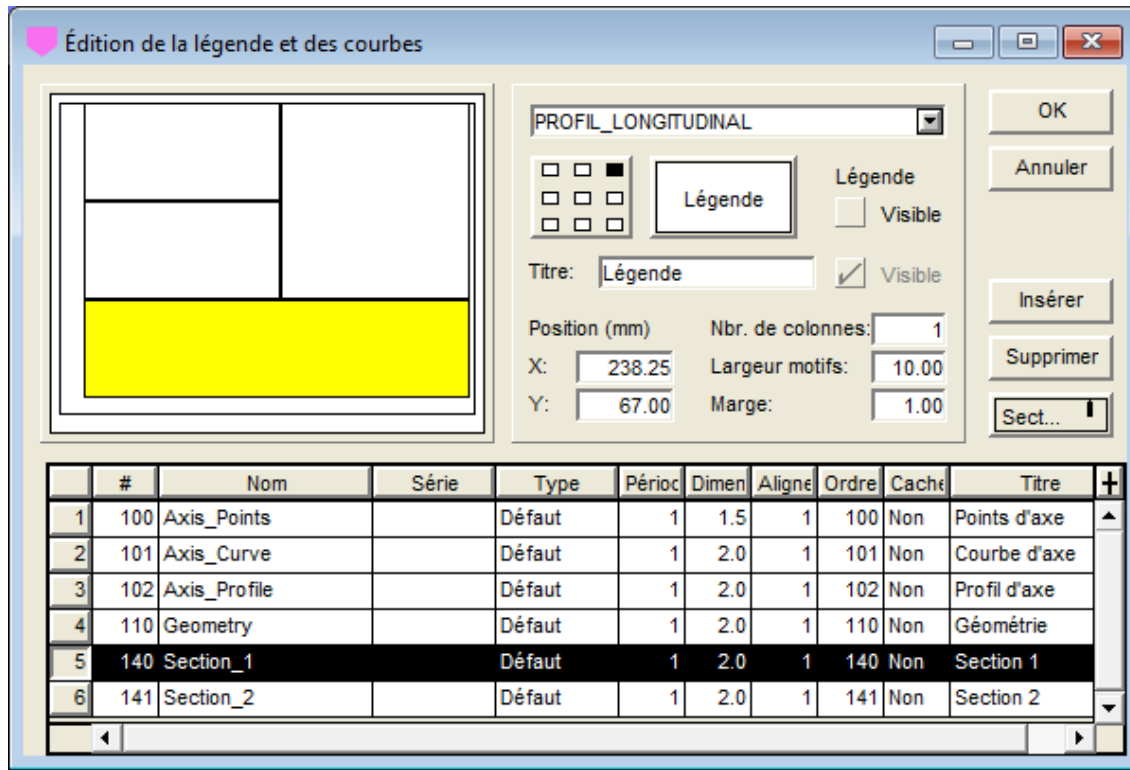 Édition de la légende et des courbes
PROFIL_LONGITUDINAL
OK
Légende
Légende
Visible
Annuler
Titre: Légende
Visible
Insérer
Position (mm)
Nbr. de colonnes: 1
X: 238.25
Largeur motifs: 10.00
Supprimer
Y: 67.00
Marge: 1.00
Sect...
# Nom Série Type Périod Dimen Aligne Ordre Cache Titre
1 100 Axis_Points Défaut 1 1.5 1 100 Non Points d'axe
2 101 Axis_Curve Défaut 1 2.0 1 101 Non Courbe d'axe
3 102 Axis_Profile Défaut 1 2.0 1 102 Non Profil d'axe
4 110 Geometry Défaut 1 2.0 1 110 Non Géométrie
5 140 Section_1 Défaut 1 2.0 1 140 Non Section 1
6 141 Section_2 Défaut 1 2.0 1 141 Non Section 2